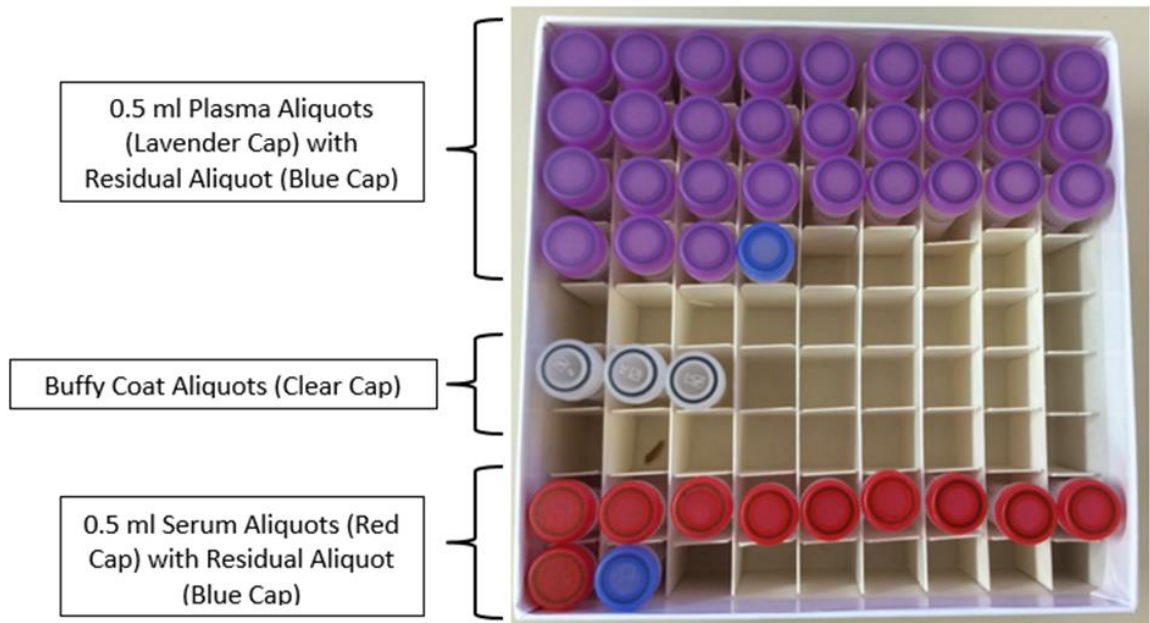 0.5 ml Plasma Aliquots
(Lavender Cap) with
Residual Aliquot (Blue Cap)
Buffy Coat Aliquots (Clear Cap)
0.5 ml Serum Aliquots (Red
Cap) with Residual Aliquot
(Blue Cap)